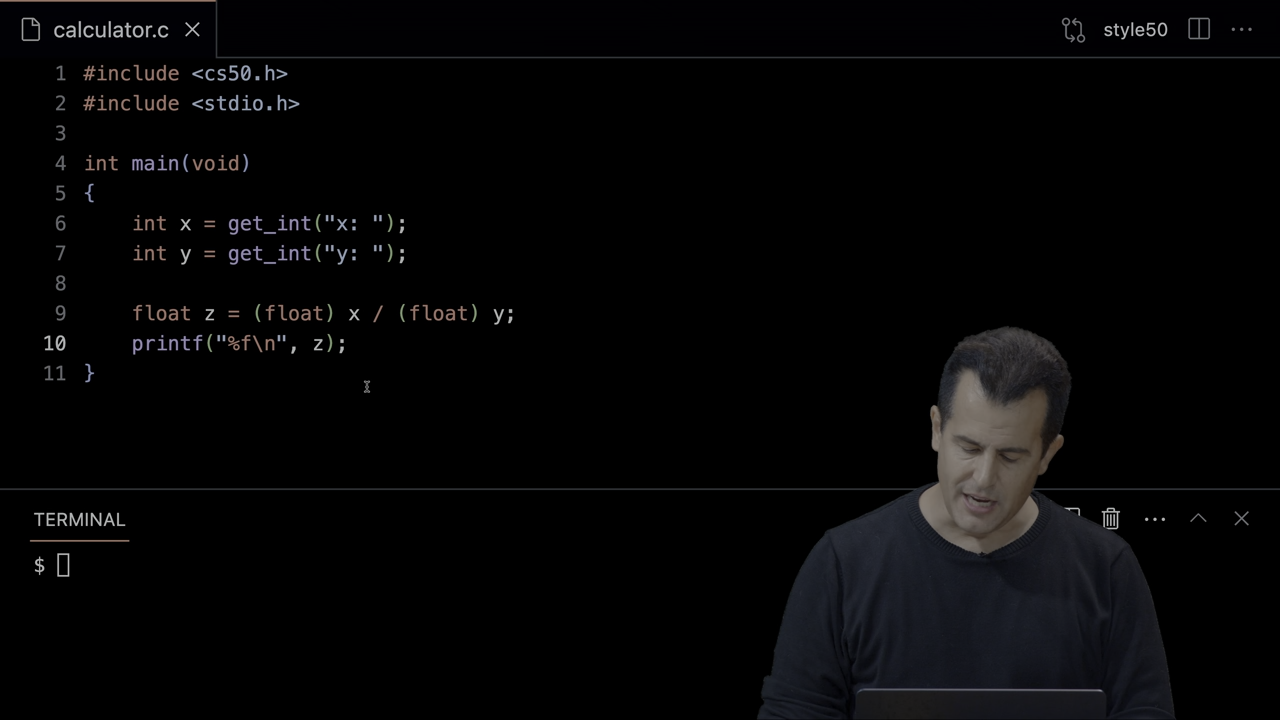 calculator.c
style50
1 #include <cs50.h>
2 #include <stdio.h>
3
4 int main(void)
5 {
6     int x = get_int("x: ");
7     int y = get_int("y: ");
8
9     float z = (float) x / (float) y;
10     printf("%f\n", z);
11 }
TERMINAL
$